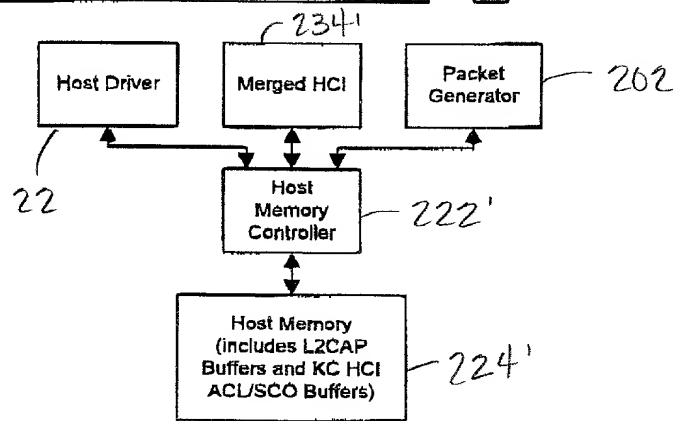 234'
Host Driver
Merged HCI
Packet
Generator
202
22
Host
Memory
Controller
222'
Host Memory
(includes L2CAP
Buffers and KC HCI
ACL/SCO Buffers)
224'